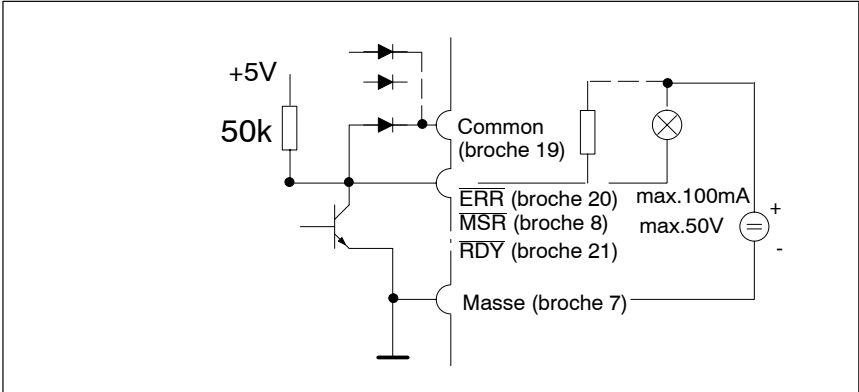 +5V
50k
Common
(broche 19)
ERR (broche 20)
MSR (broche 8)
RDY (broche 21)
max.100mA
max.50V
+
-
Masse (broche 7)